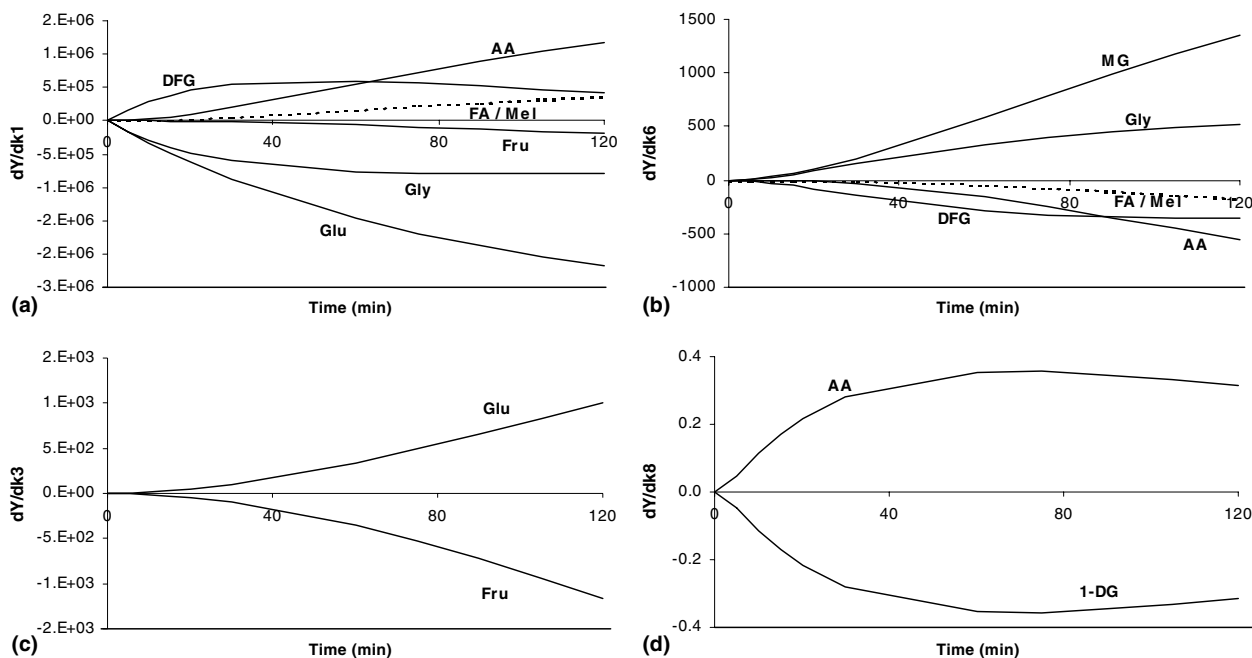 dY/dk1
2.E+06
1.E+06
1.E+06
5.E+05
0.E+00
-5.E+05
-1.E+06
-2.E+06
-2.E+06
-3.E+06
0
40
80
120
DFG
AA
FA / Mel
Fru
Gly
Glu
Time (min)
(a)
dY/dk6
1500
1000
500
0
-500
-1000
0
40
80
120
MG
Gly
FA / Mel
DFG
AA
Time (min)
(b)
dY/dk3
2.E+03
1.E+03
5.E+02
0.E+00
-5.E+02
-1.E+03
-2.E+03
0
40
80
120
Glu
Fru
Time (min)
(c)
dY/dk8
0.4
0.2
0.0
-0.2
-0.4
0
40
80
120
AA
1-DG
Time (min)
(d)